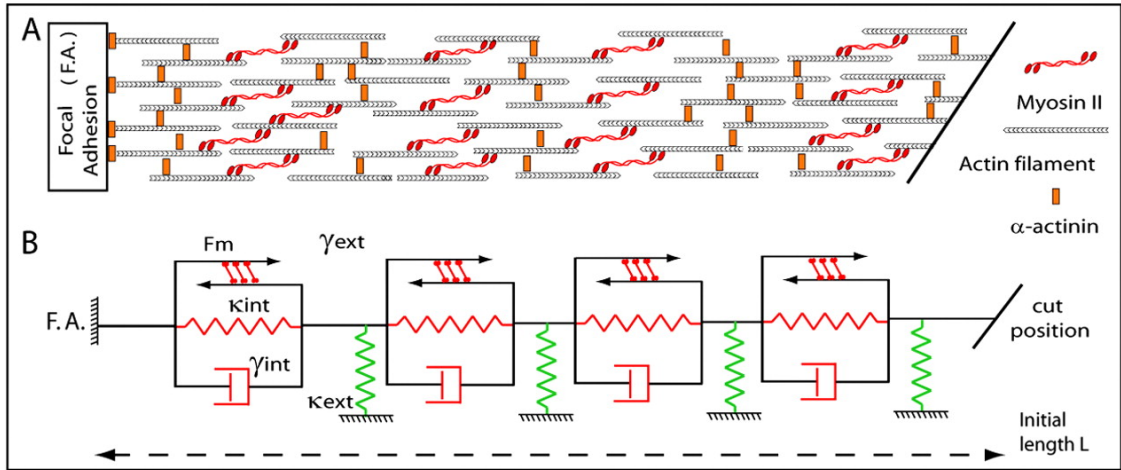 A
Focal
Adhesion
( F.A.)
Myosin II
Actin filament
α-actinin
B
Fm
γext
κint
γint
κext
F.A.
cut
position
Initial
length L